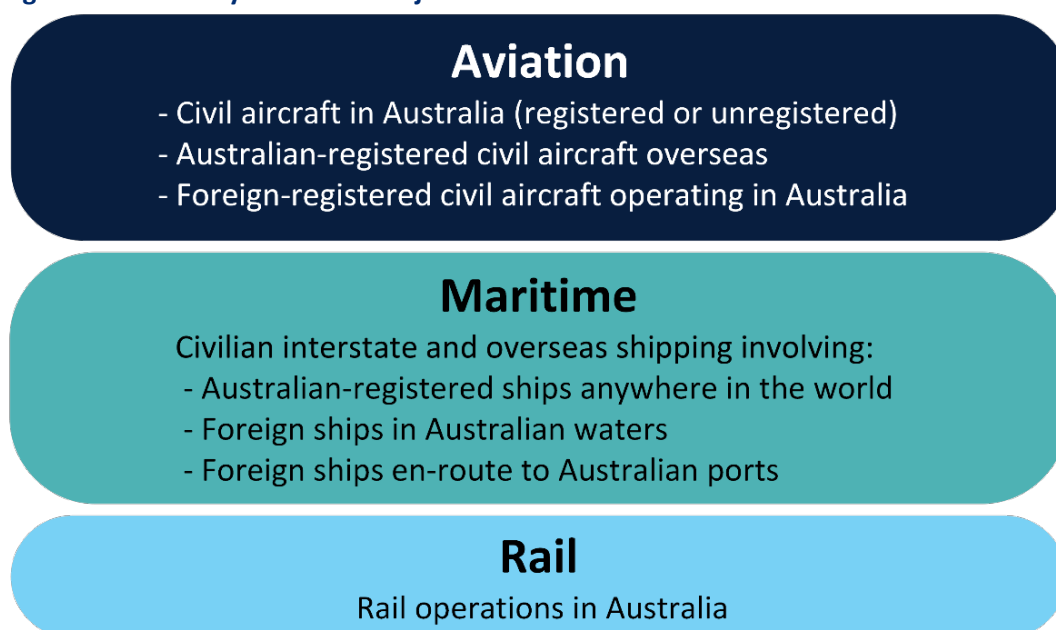 Aviation
- Civil aircraft in Australia (registered or unregistered)
- Australian-registered civil aircraft overseas
- Foreign-registered civil aircraft operating in Australia
Maritime
Civilian interstate and overseas shipping involving:
- Australian-registered ships anywhere in the world
- Foreign ships in Australian waters
- Foreign ships en-route to Australian ports
Rail
Rail operations in Australia